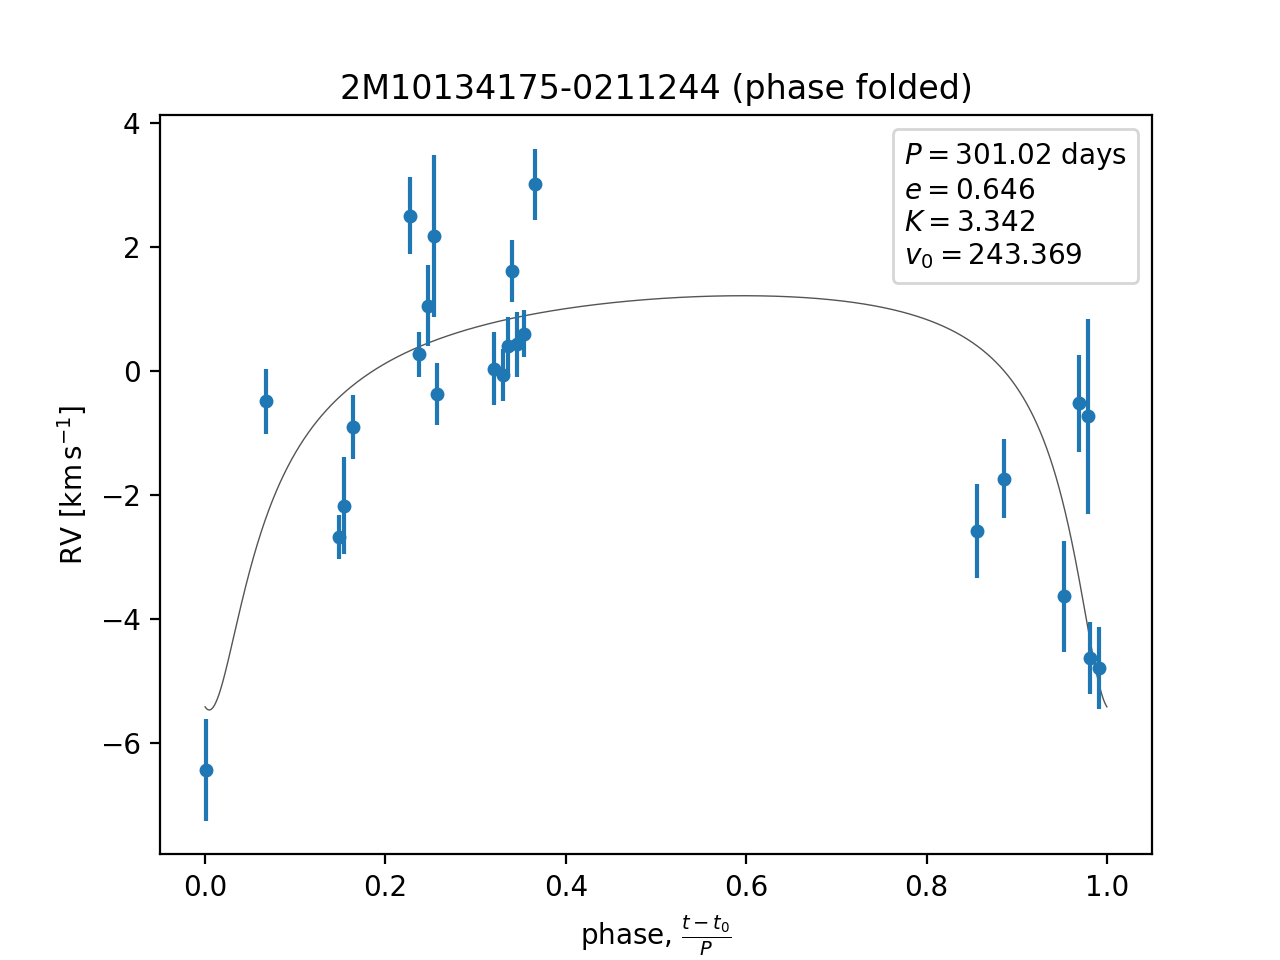 2M10134175-0211244 (phase folded)
P = 301.02 days
e = 0.646
K = 3.342
v₀ = 243.369
4
2
0
−2
−4
−6
RV [km s⁻¹]
0.0 0.2 0.4 0.6 0.8 1.0
phase, (t − t₀)/P